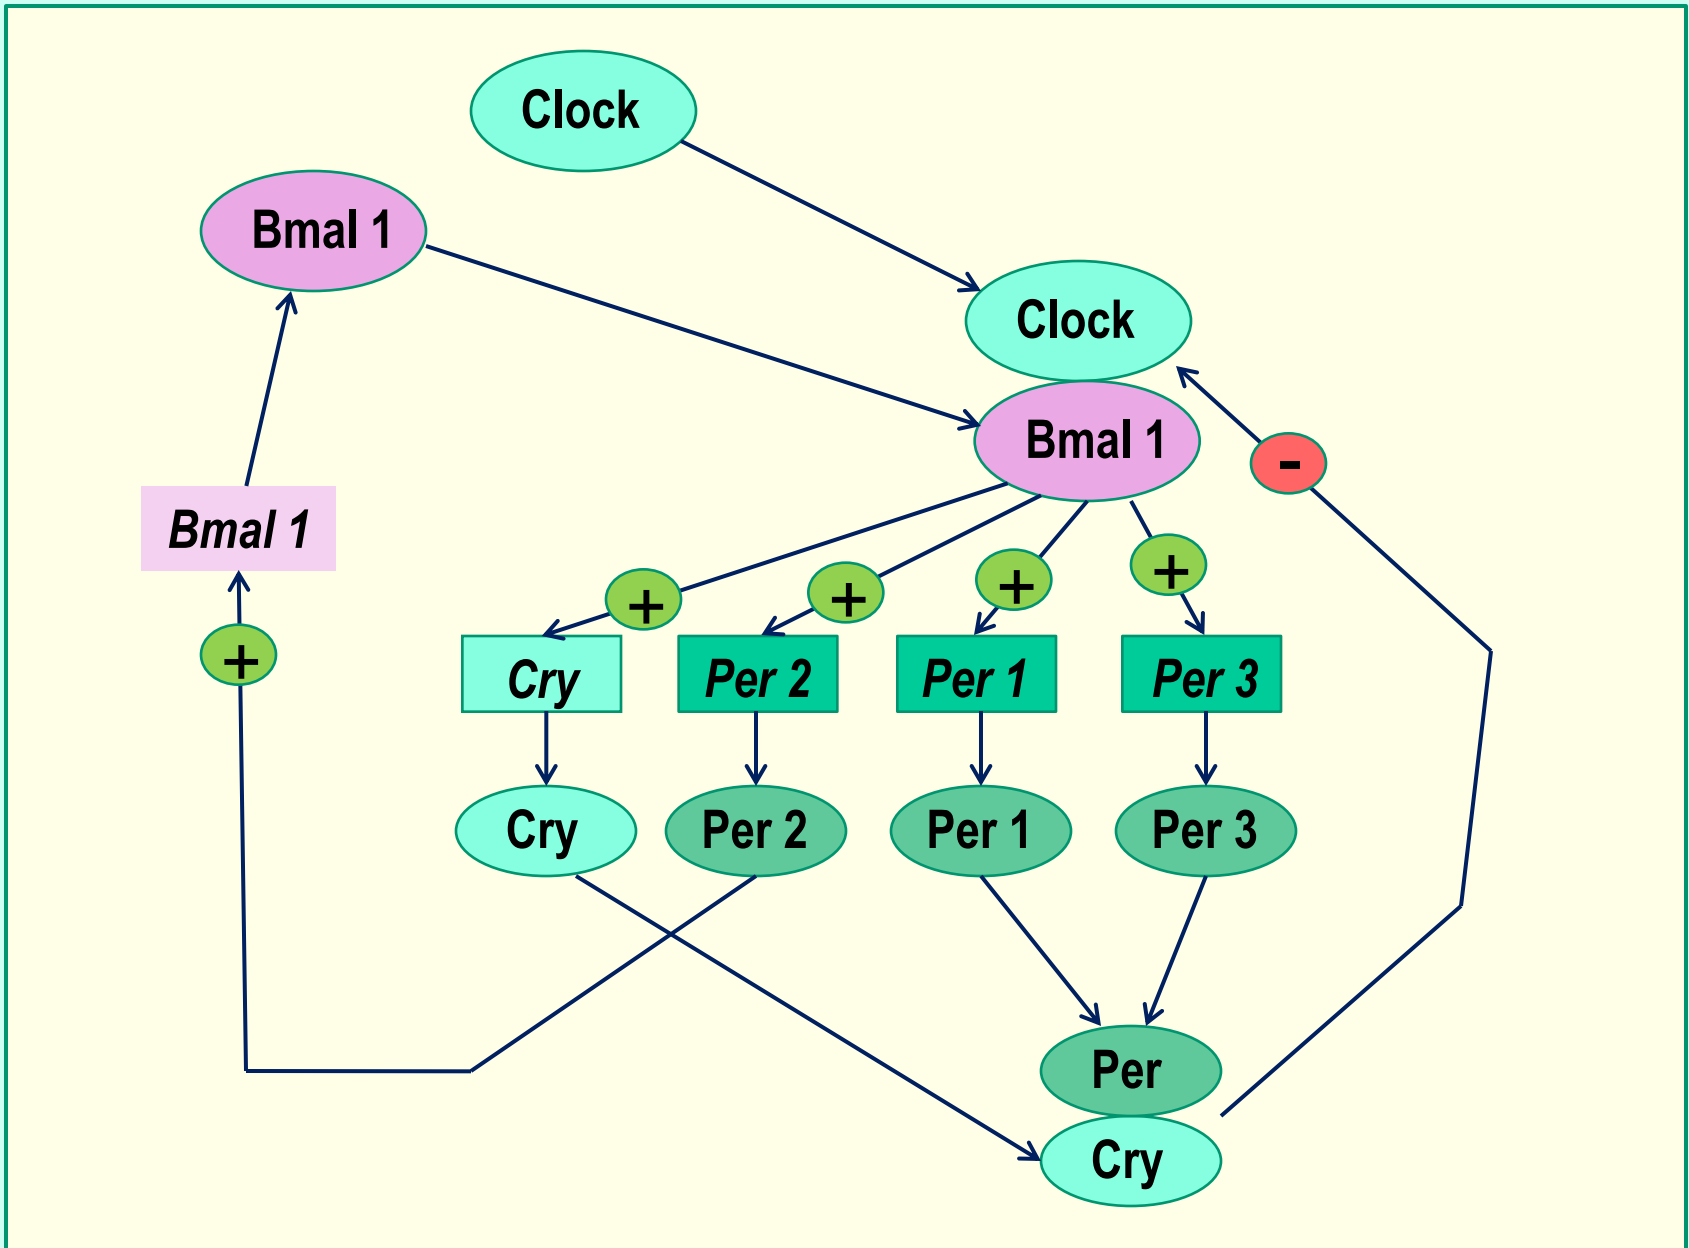 Clock
Bmal 1
Clock
Bmal 1
-
Bmal 1
+
+
+
+
+
Cry
Per 2
Per 1
Per 3
Cry
Per 2
Per 1
Per 3
Per
Cry